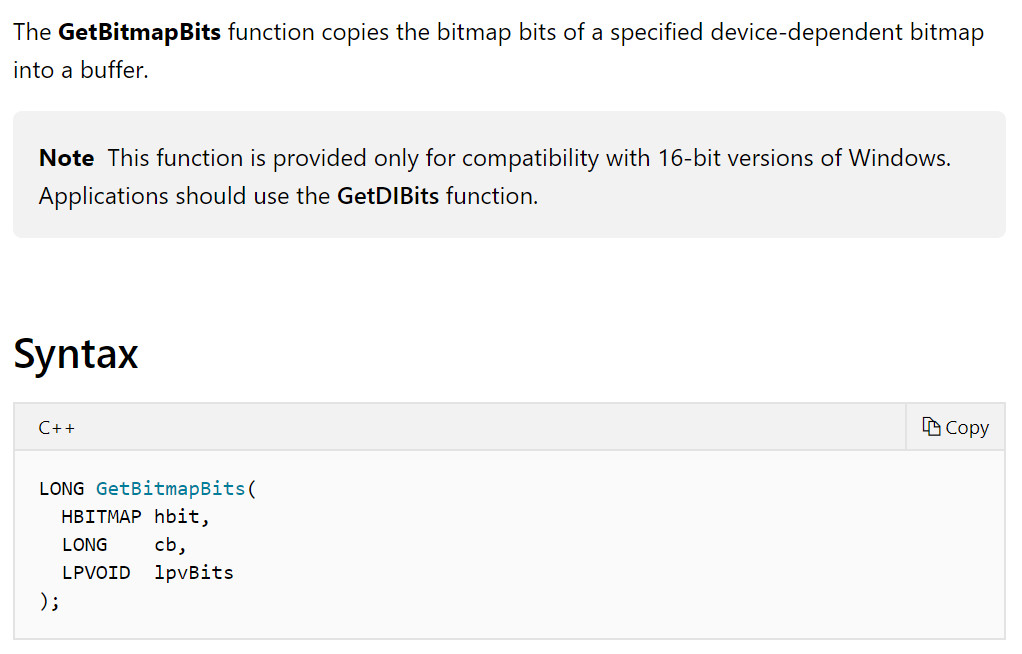 The GetBitmapBits function copies the bitmap bits of a specified device-dependent bitmap
into a buffer.
Note This function is provided only for compatibility with 16-bit versions of Windows.
Applications should use the GetDIBits function.
Syntax
C++ Copy
LONG GetBitmapBits(
  HBITMAP hbit,
  LONG    cb,
  LPVOID  lpvBits
);